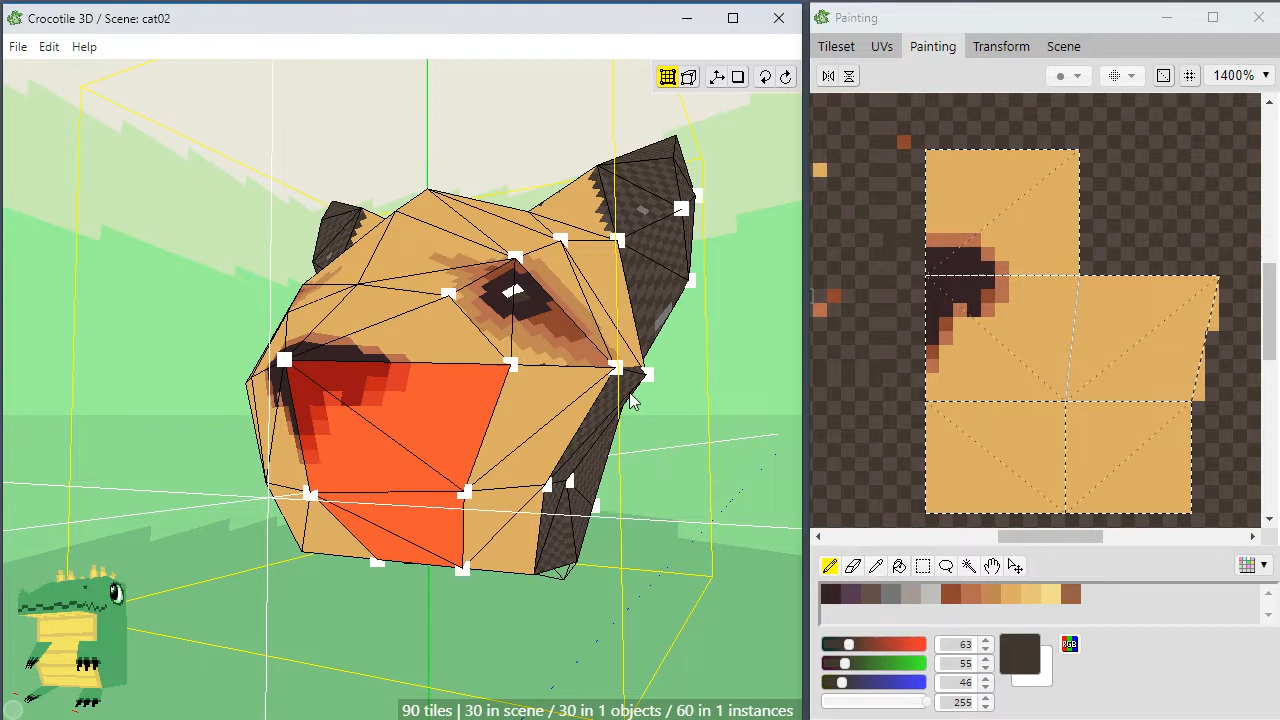 Crocotile 3D / Scene: cat02
File Edit Help
90 tiles | 30 in scene / 30 in 1 objects / 60 in 1 instances
Painting
Tileset UVs Painting Transform Scene
1400%
63
55
46
255
RGB